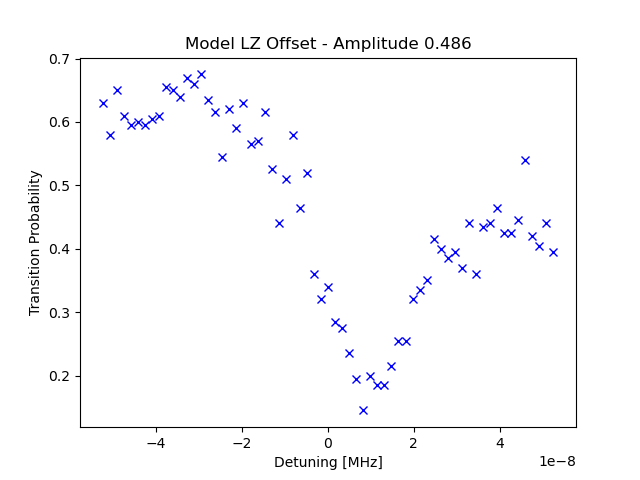 Model LZ Offset - Amplitude 0.486
Transition Probability
0.7
0.6
0.5
0.4
0.3
0.2
−4
−2
0
2
4
1e−8
Detuning [MHz]